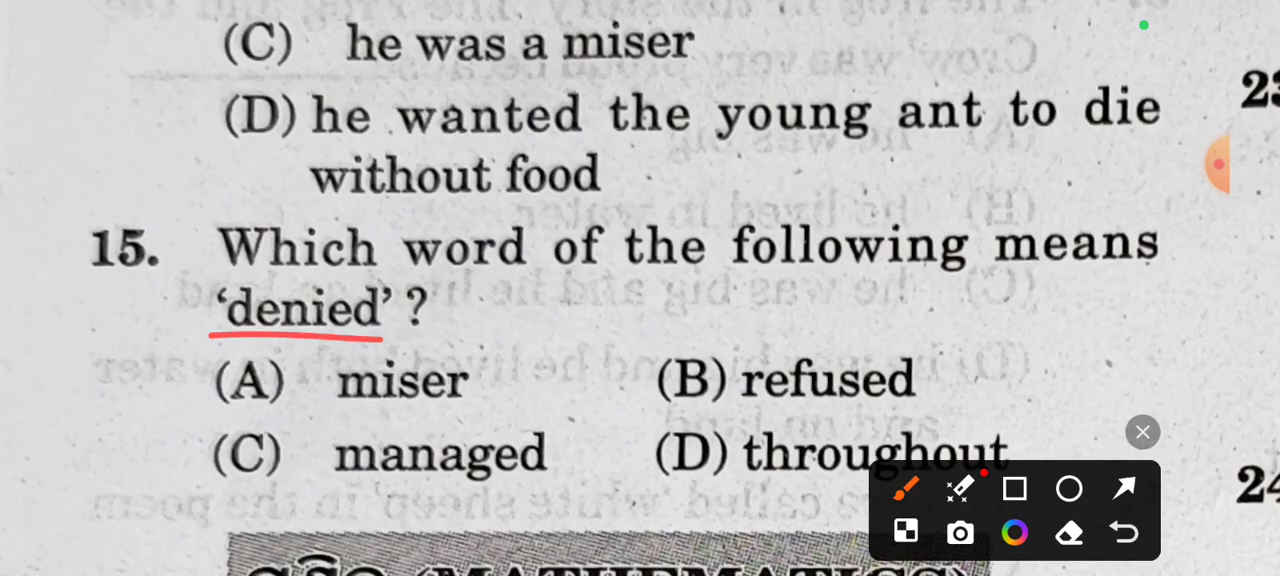 (C) he was a miser
(D) he wanted the young ant to die
without food
15. Which word of the following means
‘denied’ ?
(A) miser (B) refused
(C) managed (D) throughout
(MATHEMATICS)